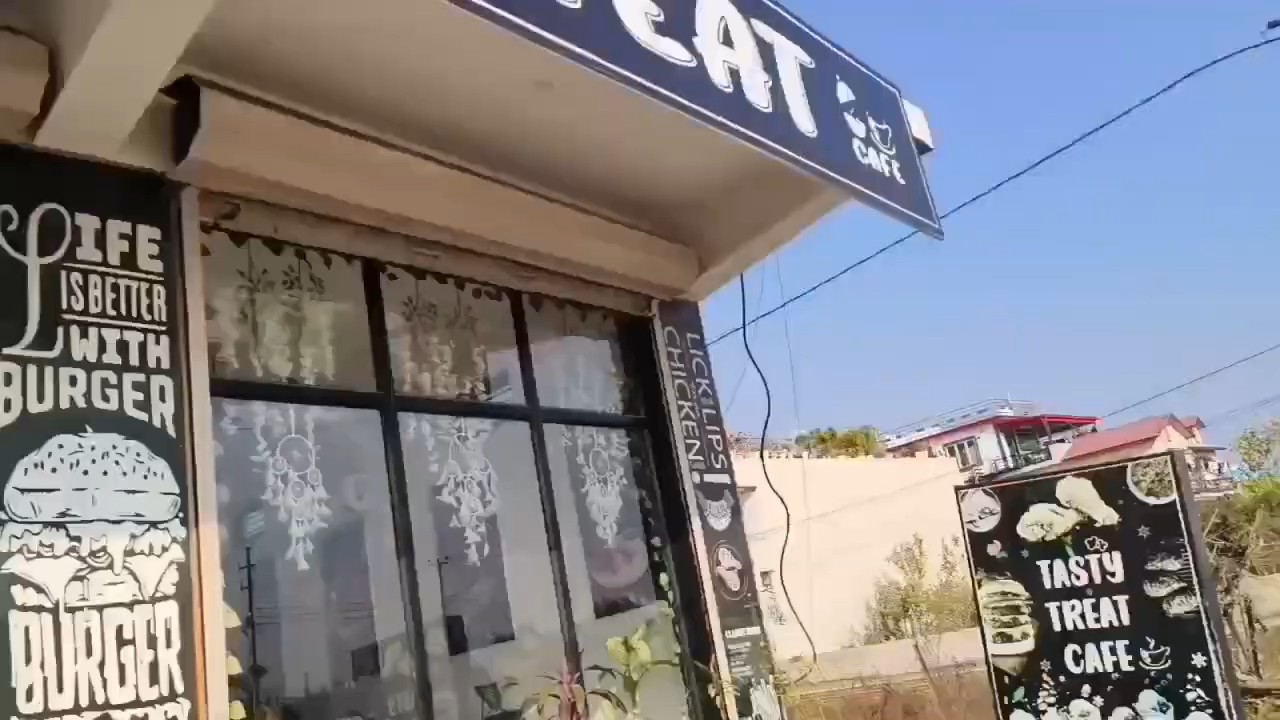 EAT
CAFE
LIFE
IS BETTER
WITH
BURGER
BURGER
LICK LIPS!
CHICKEN.
TASTY
TREAT
CAFE